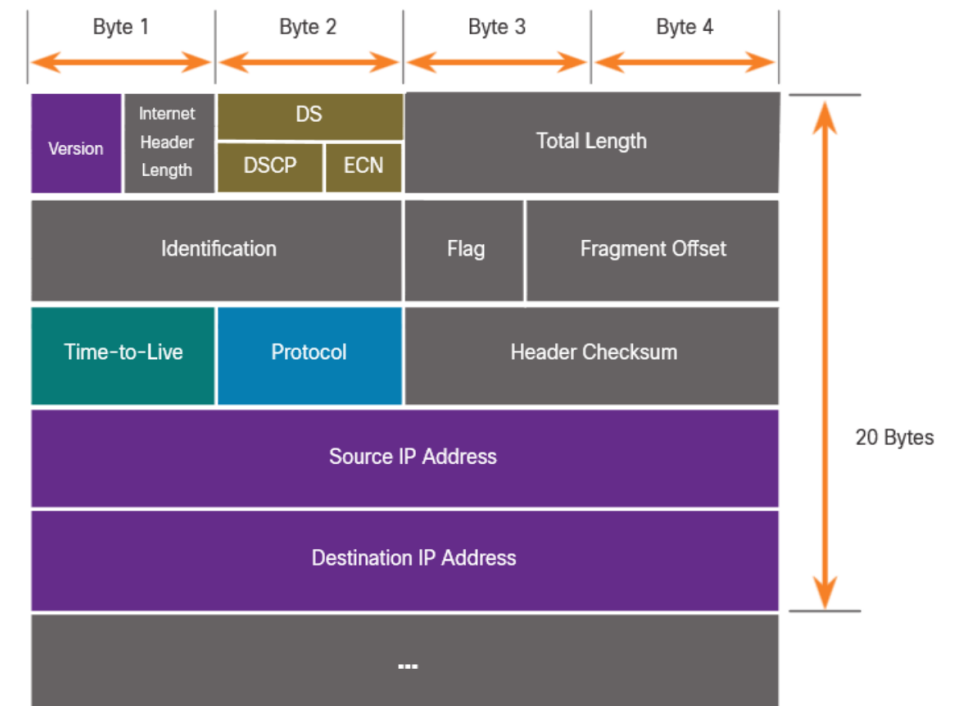 Byte 1 Byte 2 Byte 3 Byte 4
Version
Internet
Header
Length
DS
DSCP ECN
Total Length
Identification Flag Fragment Offset
Time-to-Live Protocol Header Checksum
Source IP Address
20 Bytes
Destination IP Address
...